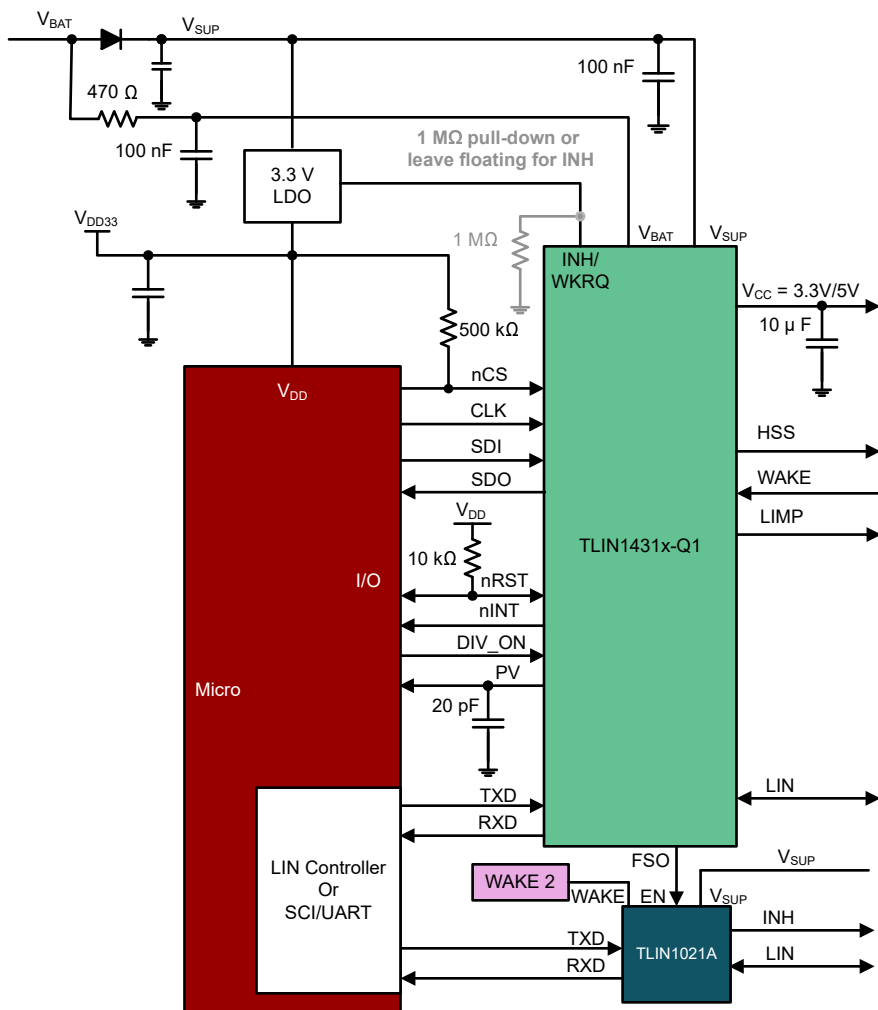 VBAT
VSUP
100 nF
470 Ω
100 nF
1 MΩ pull-down or
leave floating for INH
3.3 V
LDO
VDD33
1 MΩ
VBAT
VSUP
INH/
WKRQ
VCC = 3.3V/5V
10 µ F
500 kΩ
VDD
nCS
CLK
SDI
SDO
HSS
WAKE
LIMP
TLIN1431x-Q1
VDD
10 kΩ
I/O
nRST
nINT
DIV_ON
PV
Micro
20 pF
TXD
RXD
LIN
LIN Controller
Or
SCI/UART
FSO
VSUP
WAKE 2
WAKE
EN
VSUP
INH
TXD
RXD
TLIN1021A
LIN